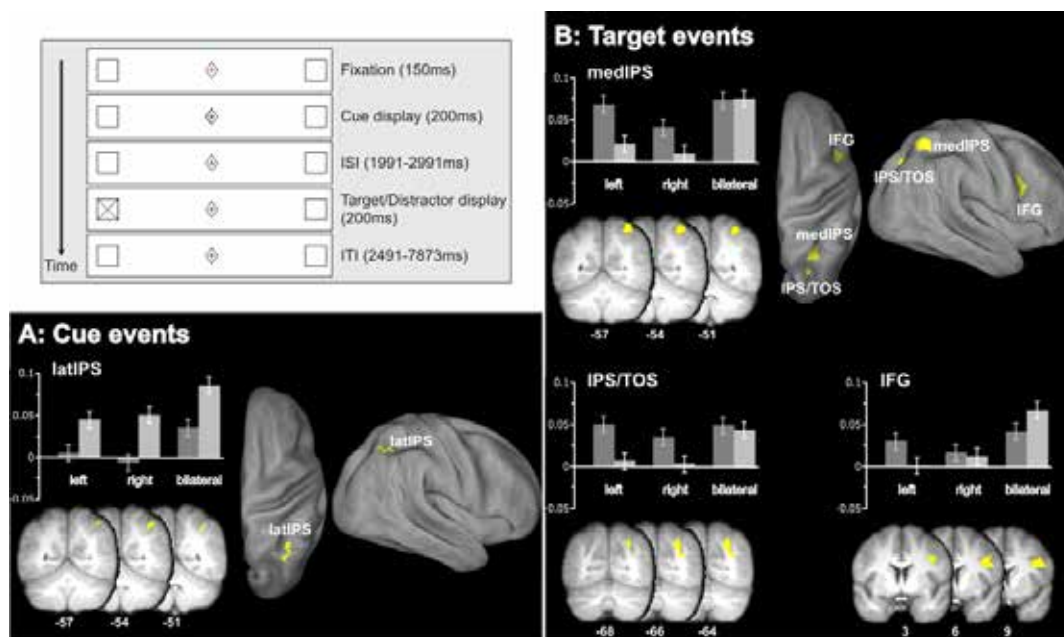 Fixation (150ms)
Cue display (200ms)
ISI (1991-2991ms)
Target/Distractor display
(200ms)
ITI (2491-7873ms)
Time
A: Cue events
latIPS
0.1
0.05
0
-0.05
left right bilateral
latIPS
latIPS
-57 -54 -51
B: Target events
medIPS
0.1
0.05
0
0.05
left right bilateral
IFG
medIPS
IPS/TOS
IFG
medIPS
IPS/TOS
-57 -54 -51
IPS/TOS
0.1
0.05
0
-0.05
left right bilateral
-68 -66 -64
IFG
0.1
0.05
0
-0.05
left right bilateral
3 6 9